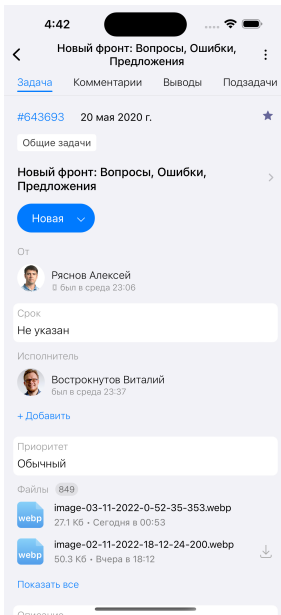 4:42
Новый фронт: Вопросы, Ошибки,
Предложения
Задача Комментарии Выводы Подзадачи
#643693 20 мая 2020 г.
Общие задачи
Новый фронт: Вопросы, Ошибки,
Предложения
Новая
От
Ряснов Алексей
был в среда 23:06
Срок
Не указан
Исполнитель
Вострокнутов Виталий
был в среда 23:37
+ Добавить
Приоритет
Обычный
Файлы 849
image-03-11-2022-0-52-35-353.webp
webp
27.1 Кб • Сегодня в 00:53
image-02-11-2022-18-12-24-200.webp
webp
50.3 Кб • Вчера в 18:12
Показать все
Описание